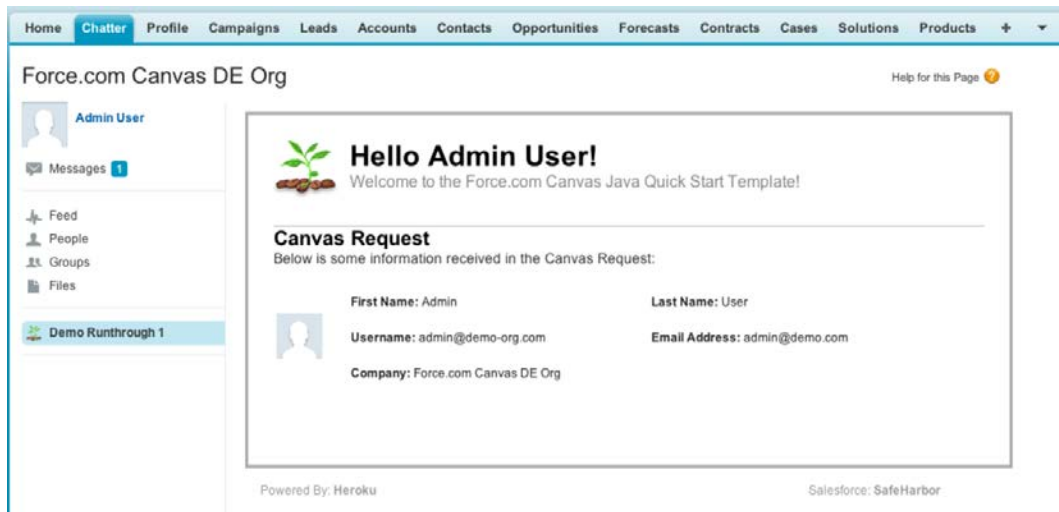 Home Chatter Profile Campaigns Leads Accounts Contacts Opportunities Forecasts Contracts Cases Solutions Products +
Force.com Canvas DE Org
Help for this Page ?
Admin User
Messages 1
Feed
People
Groups
Files
Demo Runthrough 1
Hello Admin User!
Welcome to the Force.com Canvas Java Quick Start Template!
Canvas Request
Below is some information received in the Canvas Request:
First Name: Admin Last Name: User
Username: admin@demo-org.com Email Address: admin@demo.com
Company: Force.com Canvas DE Org
Powered By: Heroku Salesforce: SafeHarbor